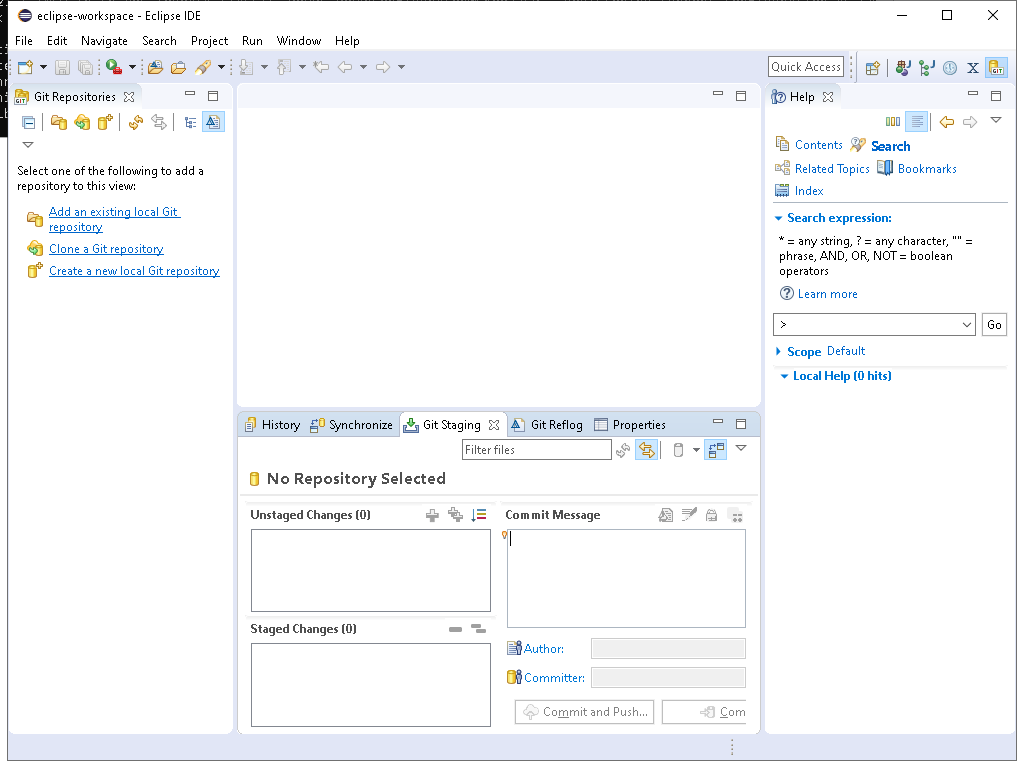 eclipse-workspace - Eclipse IDE
File Edit Navigate Search Project Run Window Help
Quick Access
GIT
GIT Git Repositories
Select one of the following to add a
repository to this view:
Add an existing local Git
repository
Clone a Git repository
Create a new local Git repository
History Synchronize Git Staging Git Reflog Properties
Filter files
No Repository Selected
Unstaged Changes (0)
Staged Changes (0)
Commit Message
Author:
Committer:
Commit and Push...
Com
Help
Contents Search
Related Topics Bookmarks
Index
Search expression:
* = any string, ? = any character, "" =
phrase, AND, OR, NOT = boolean
operators
Learn more
>
Go
Scope Default
Local Help (0 hits)